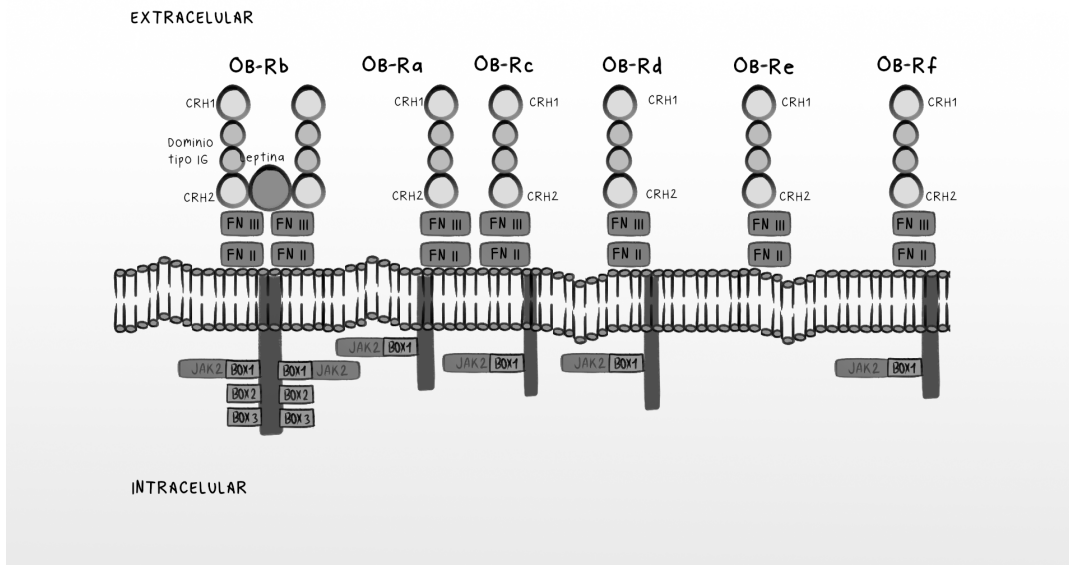 EXTRACELULAR
OB-Rb OB-Ra OB-Rc OB-Rd OB-Re OB-Rf
CRH1 CRH1 CRH1 CRH1 CRH1 CRH1
Dominio
tipo IG leptina
CRH2 CRH2 CRH2 CRH2 CRH2 CRH2
FN III FN III FN III FN III FN III FN III FN III
FN II FN II FN II FN II FN II FN II FN II
JAK2 BOX1
JAK2 BOX1 BOX1 JAK2 JAK2 BOX1 JAK2 BOX1 JAK2 BOX1
BOX2 BOX2
BOX3 BOX3
INTRACELULAR